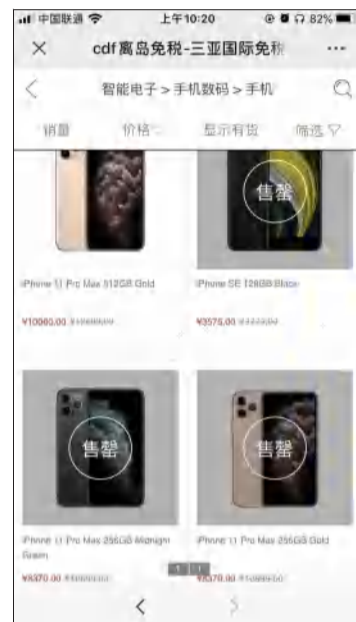 中国联通 上午10:20 82%
cdf离岛免税-三亚国际免税
智能电子 > 手机数码 > 手机
销量 价格 显示有货 筛选
售罄
iPhone 11 Pro Max 512GB Gold
iPhone SE 128GB Black
¥10060.00
¥3575.00
售罄
售罄
iPhone 11 Pro Max 256GB Midnight Green
iPhone 11 Pro Max 256GB Gold
¥8370.00
¥8370.00